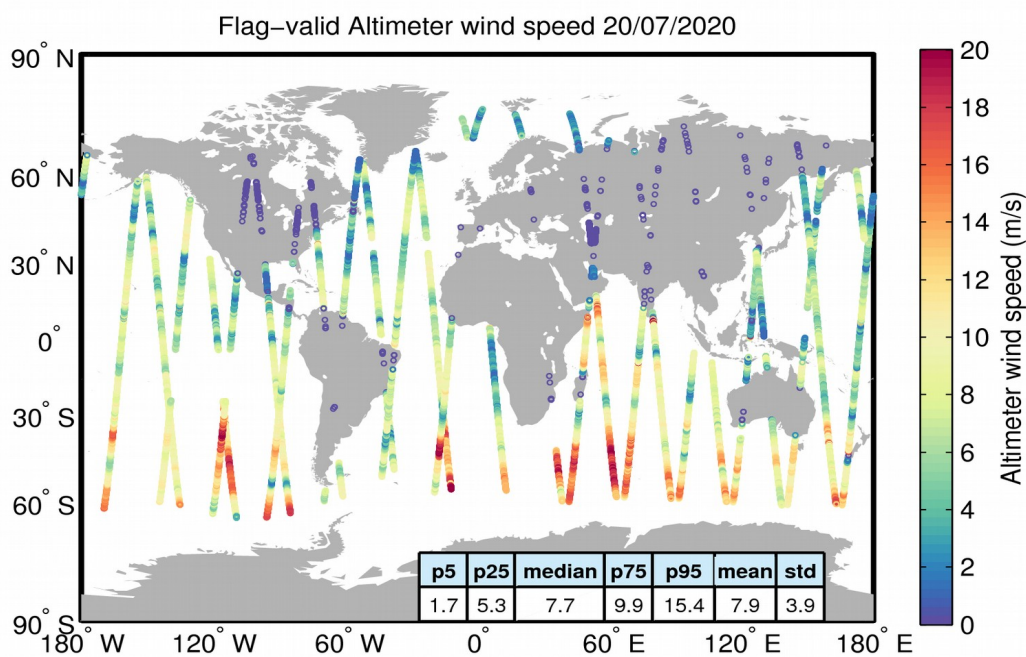 Flag−valid Altimeter wind speed 20/07/2020
90° N
60° N
30° N
0°
30° S
60° S
90° S
180° W
120° W
60° W
0°
60° E
120° E
180° E
p5 p25 median p75 p95 mean std
1.7 5.3 7.7 9.9 15.4 7.9 3.9
20
18
16
14
12
10
8
6
4
2
0
Altimeter wind speed (m/s)